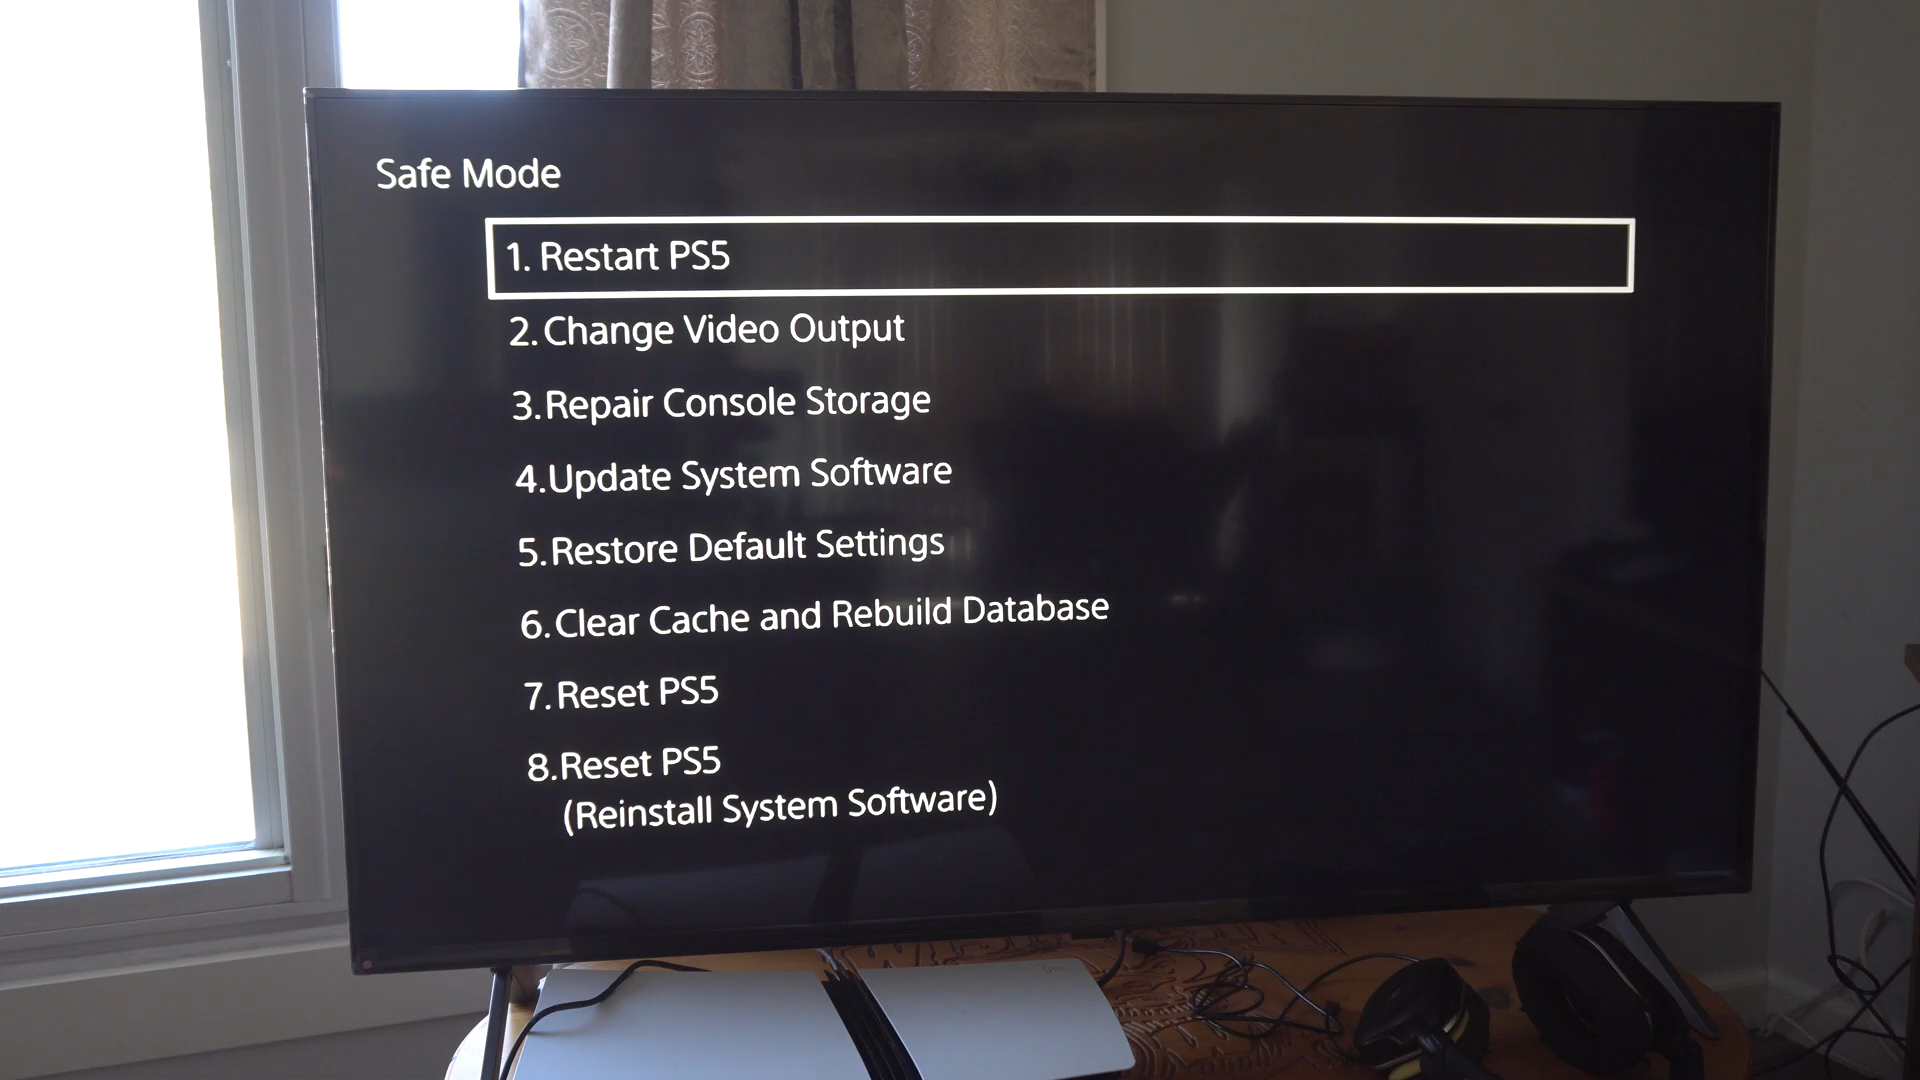 Safe Mode
1. Restart PS5
2. Change Video Output
3. Repair Console Storage
4. Update System Software
5. Restore Default Settings
6. Clear Cache and Rebuild Database
7. Reset PS5
8. Reset PS5
(Reinstall System Software)